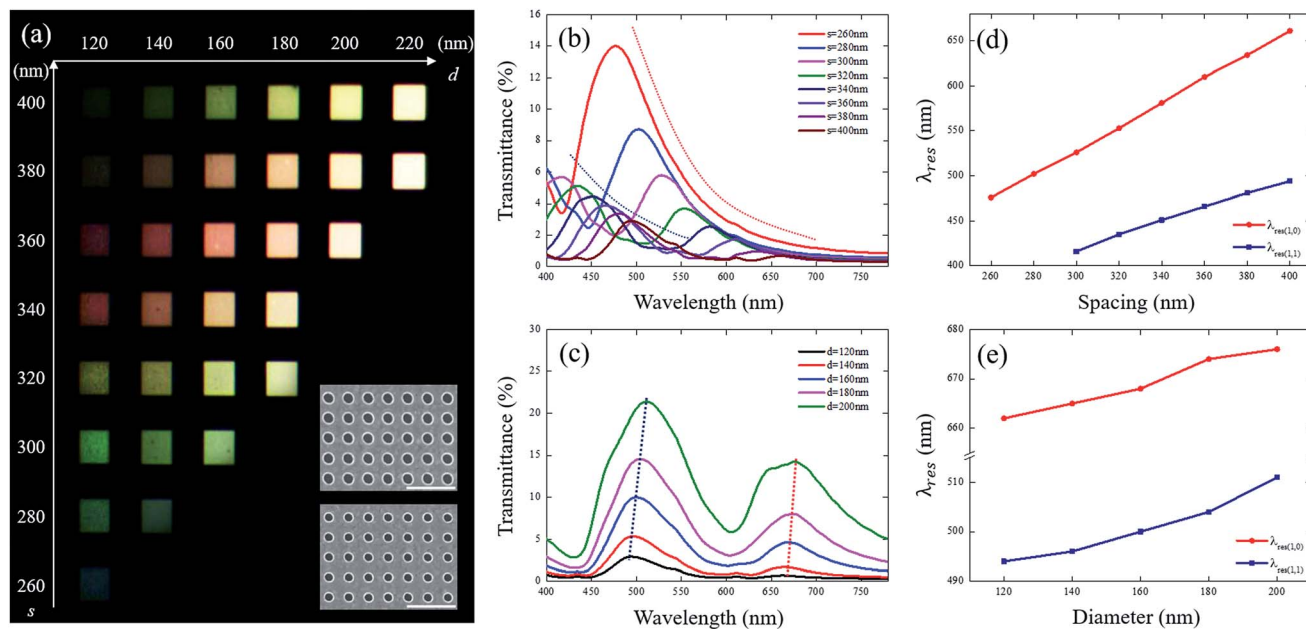 (a)
120 140 160 180 200 220 (nm)
(nm)
d
400
380
360
340
320
300
280
260
s
(b)
16
14
12
10
8
6
4
2
0
Transmittance (%)
400 450 500 550 600 650 700 750
Wavelength (nm)
s=260nm
s=280nm
s=300nm
s=320nm
s=340nm
s=360nm
s=380nm
s=400nm
(c)
30
25
20
15
10
5
0
Transmittance (%)
400 450 500 550 600 650 700 750
Wavelength (nm)
d=120nm
d=140nm
d=160nm
d=180nm
d=200nm
(d)
650
600
550
500
450
400
λres (nm)
260 280 300 320 340 360 380 400
Spacing (nm)
λres(1,0)
λres(1,1)
(e)
680
670
660
510
500
490
λres (nm)
120 140 160 180 200
Diameter (nm)
λres(1,0)
λres(1,1)